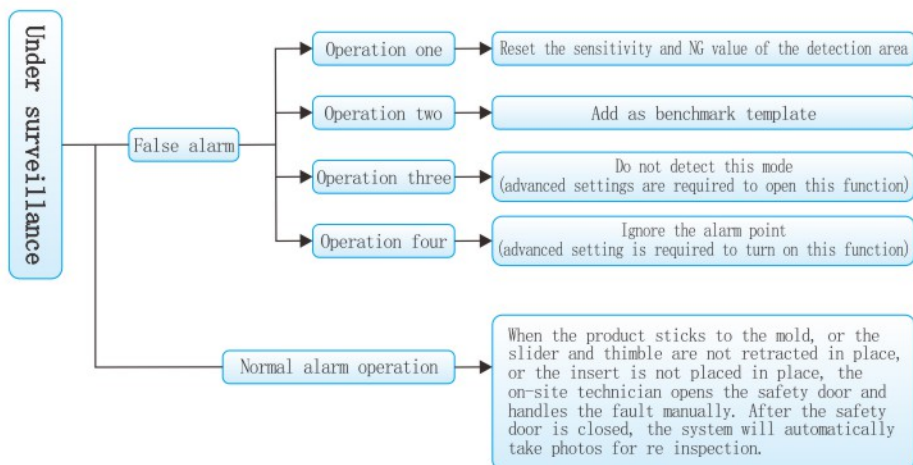 Under surveillance
False alarm
Operation one
Reset the sensitivity and NG value of the detection area
Operation two
Add as benchmark template
Operation three
Do not detect this mode
(advanced settings are required to open this function)
Operation four
Ignore the alarm point
(advanced setting is required to turn on this function)
Normal alarm operation
When the product sticks to the mold, or the
slider and thimble are not retracted in place,
or the insert is not placed in place, the
on-site technician opens the safety door and
handles the fault manually. After the safety
door is closed, the system will automatically
take photos for re inspection.